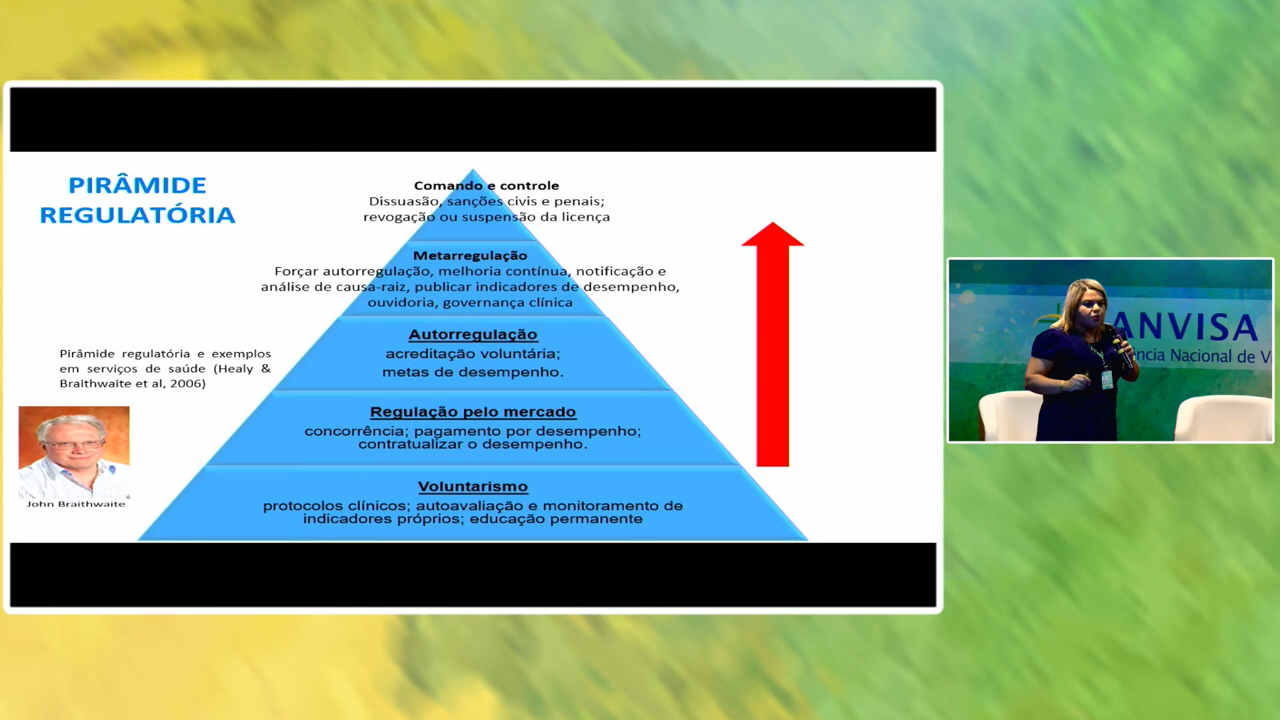 PIRÂMIDE
REGULATÓRIA
Comando e controle
Dissuasão, sanções civis e penais;
revogação ou suspensão da licença
Metarregulação
Forçar autorregulação, melhoria contínua, notificação e
análise de causa-raiz, publicar indicadores de desempenho,
ouvidoria, governança clínica
Autorregulação
acreditação voluntária;
metas de desempenho.
Regulação pelo mercado
concorrência; pagamento por desempenho;
contratualizar o desempenho.
Voluntarismo
protocolos clínicos; autoavaliação e monitoramento de
indicadores próprios; educação permanente
Pirâmide regulatória e exemplos
em serviços de saúde (Healy &
Braithwaite et al, 2006)
John Braithwaite
ANVISA
ncia Nacional de V